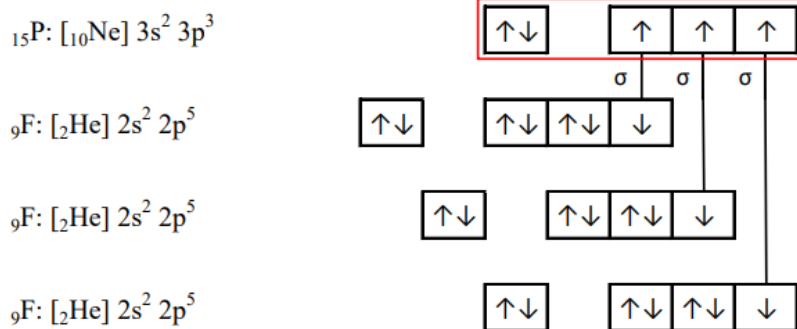 ₁₅P: [₁₀Ne] 3s² 3p³ ↑↓ ↑ ↑ ↑
σ σ σ
₉F: [₂He] 2s² 2p⁵ ↑↓ ↑↓ ↑↓ ↓
₉F: [₂He] 2s² 2p⁵ ↑↓ ↑↓ ↑↓ ↓
₉F: [₂He] 2s² 2p⁵ ↑↓ ↑↓ ↑↓ ↓